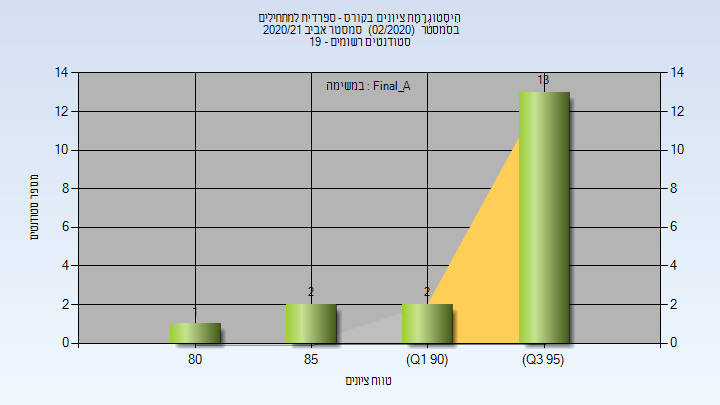 היסטוגרמת ציונים בקורס - ספרדית למתחילים
בסמסטר (02/2020) סמסטר אביב 2020/21
סטודנטים רשומים - 19
במשימה : Final_A
14 14
13
12 12
10 10
8 8
6 6
4 4
2 2
2 2
1
0 0
80 85 (Q1 90) (Q3 95)
מספר סטודנטים
טווח ציונים